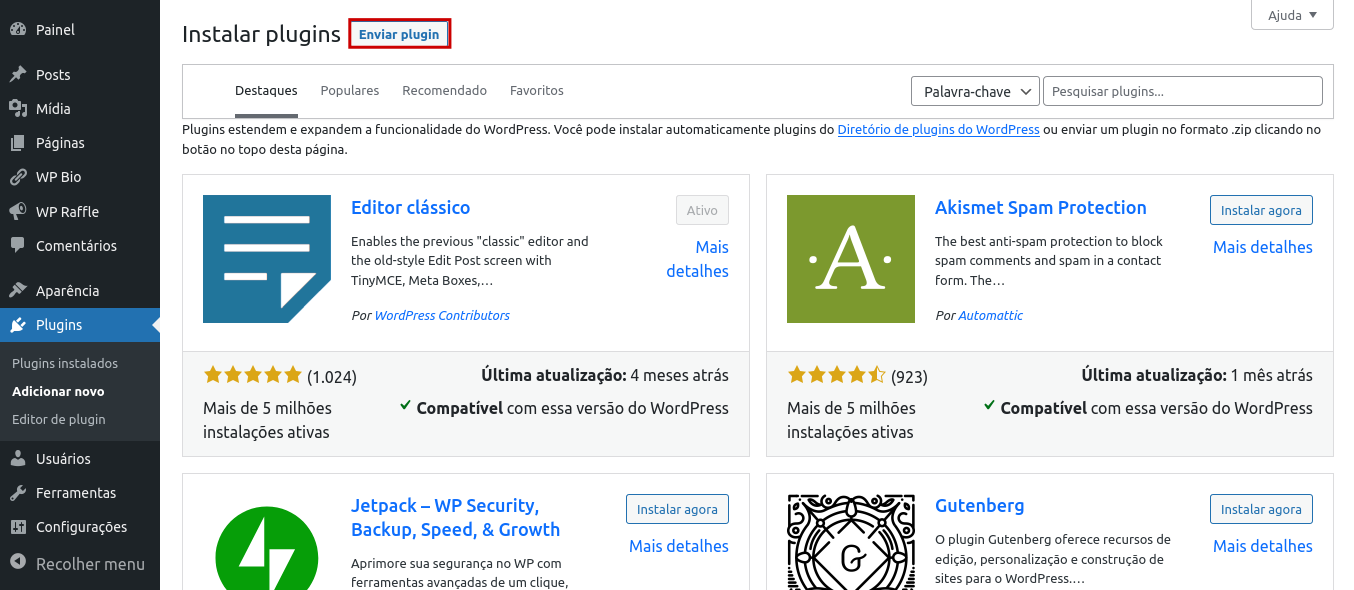 Painel
Posts
Mídia
Páginas
WP Bio
WP Raffle
Comentários
Aparência
Plugins
Plugins instalados
Adicionar novo
Editor de plugin
Usuários
Ferramentas
Configurações
Recolher menu
Ajuda
Instalar plugins Enviar plugin
Destaques Populares Recomendado Favoritos Palavra-chave Pesquisar plugins...
Plugins estendem e expandem a funcionalidade do WordPress. Você pode instalar automaticamente plugins do Diretório de plugins do WordPress ou enviar um plugin no formato .zip clicando no
botão no topo desta página.
Editor clássico
Ativo
Mais
detalhes
Enables the previous "classic" editor and
the old-style Edit Post screen with
TinyMCE, Meta Boxes,…
Por WordPress Contributors
(1.024)
Mais de 5 milhões
instalações ativas
Última atualização: 4 meses atrás
Compatível com essa versão do WordPress
A
Akismet Spam Protection
Instalar agora
Mais detalhes
The best anti-spam protection to block
spam comments and spam in a contact
form. The…
Por Automattic
(923)
Mais de 5 milhões
instalações ativas
Última atualização: 1 mês atrás
Compatível com essa versão do WordPress
Jetpack – WP Security,
Backup, Speed, & Growth
Instalar agora
Mais detalhes
Aprimore sua segurança no WP com
ferramentas avançadas de um clique,
G
Gutenberg
Instalar agora
Mais detalhes
O plugin Gutenberg oferece recursos de
edição, personalização e construção de
sites para o WordPress.…